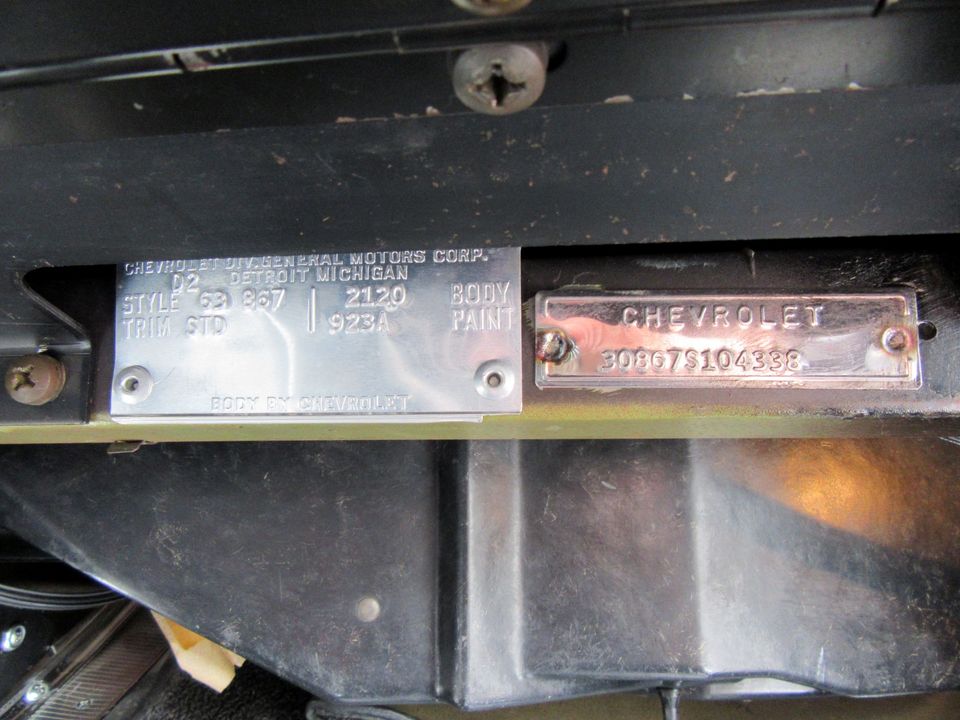 CHEVROLET DIV. GENERAL MOTORS CORP.
D2 DETROIT MICHIGAN
STYLE 63 867 2120 BODY
TRIM STD 923A PAINT
BODY BY CHEVROLET
CHEVROLET
30867S104338